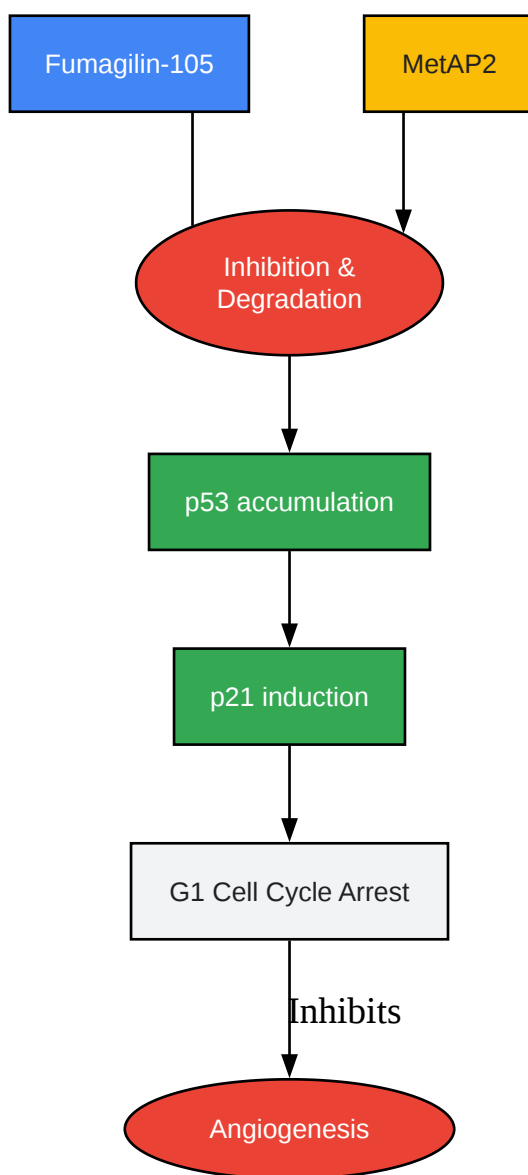 Fumagilin-105
MetAP2
Inhibition &
Degradation
p53 accumulation
p21 induction
G1 Cell Cycle Arrest
Inhibits
Angiogenesis